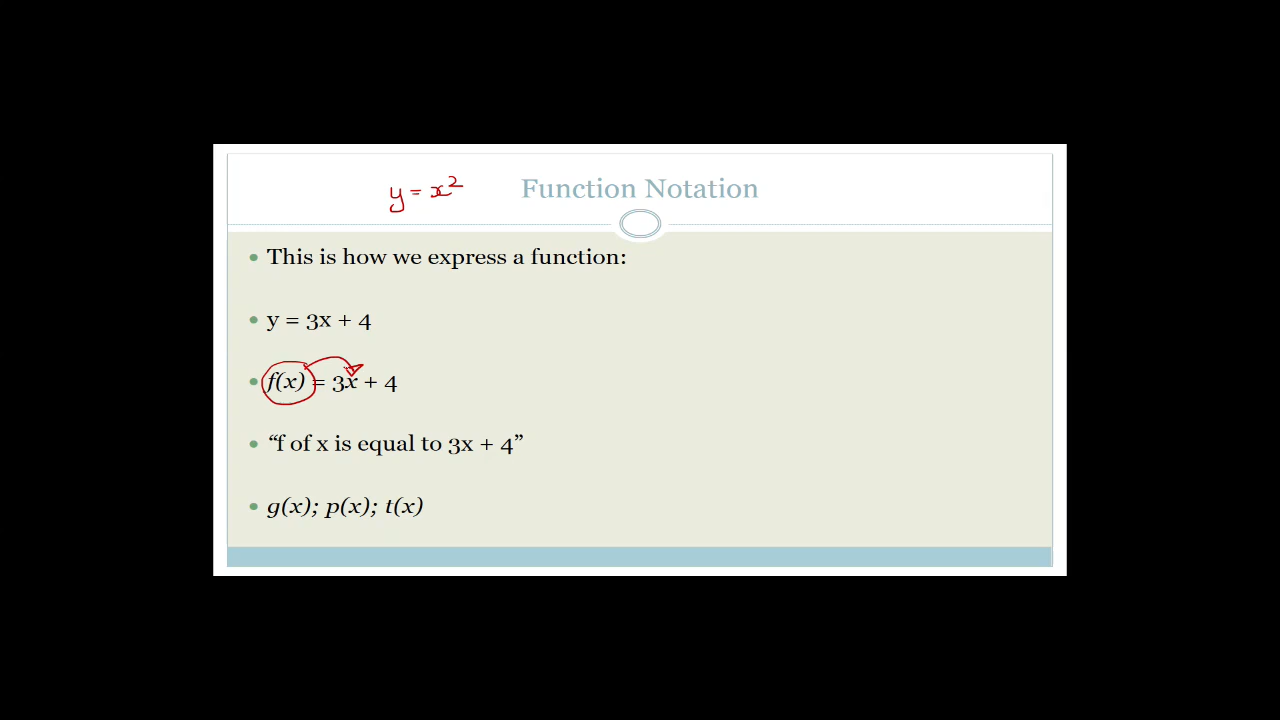 y = x²
Function Notation
• This is how we express a function:
• y = 3x + 4
• f(x) = 3x + 4
• “f of x is equal to 3x + 4”
• g(x); p(x); t(x)